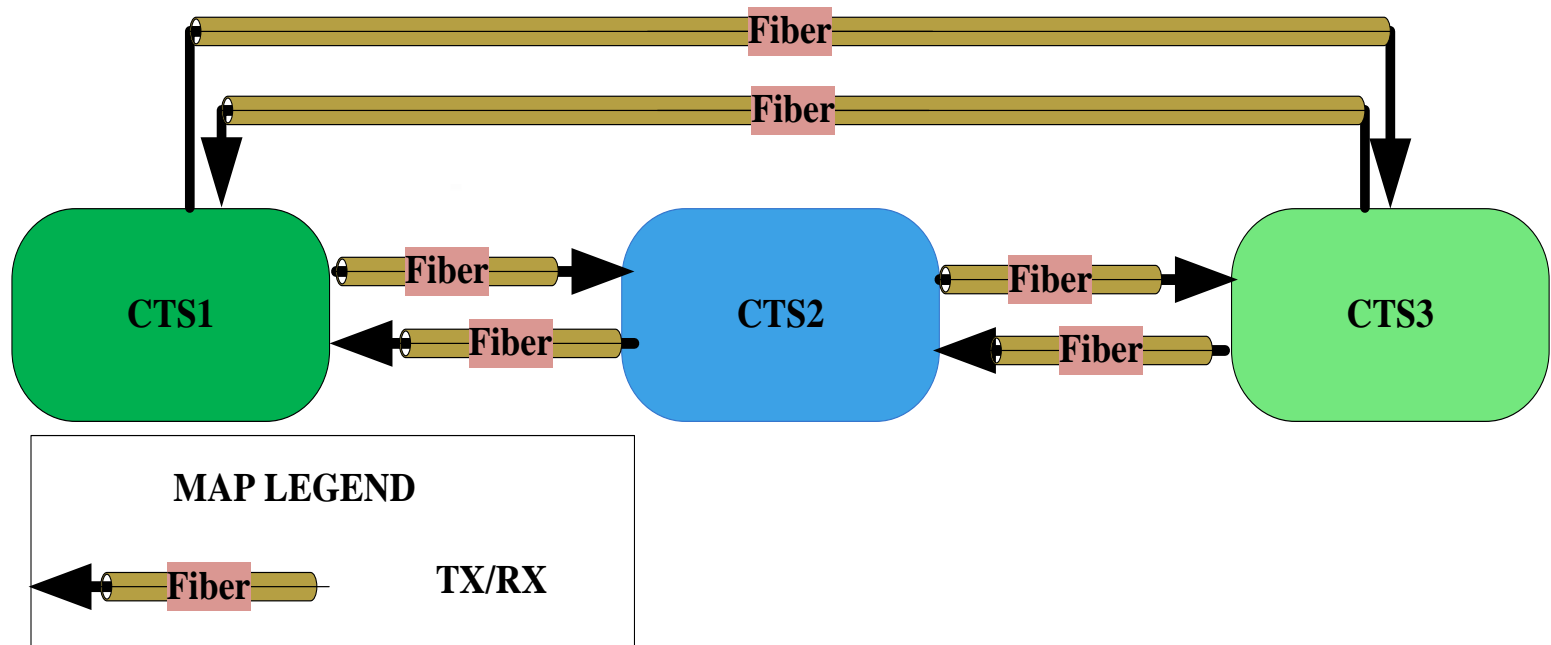 Fiber
Fiber
Fiber
Fiber
CTS1
CTS2
CTS3
Fiber
Fiber
MAP LEGEND
Fiber
TX/RX